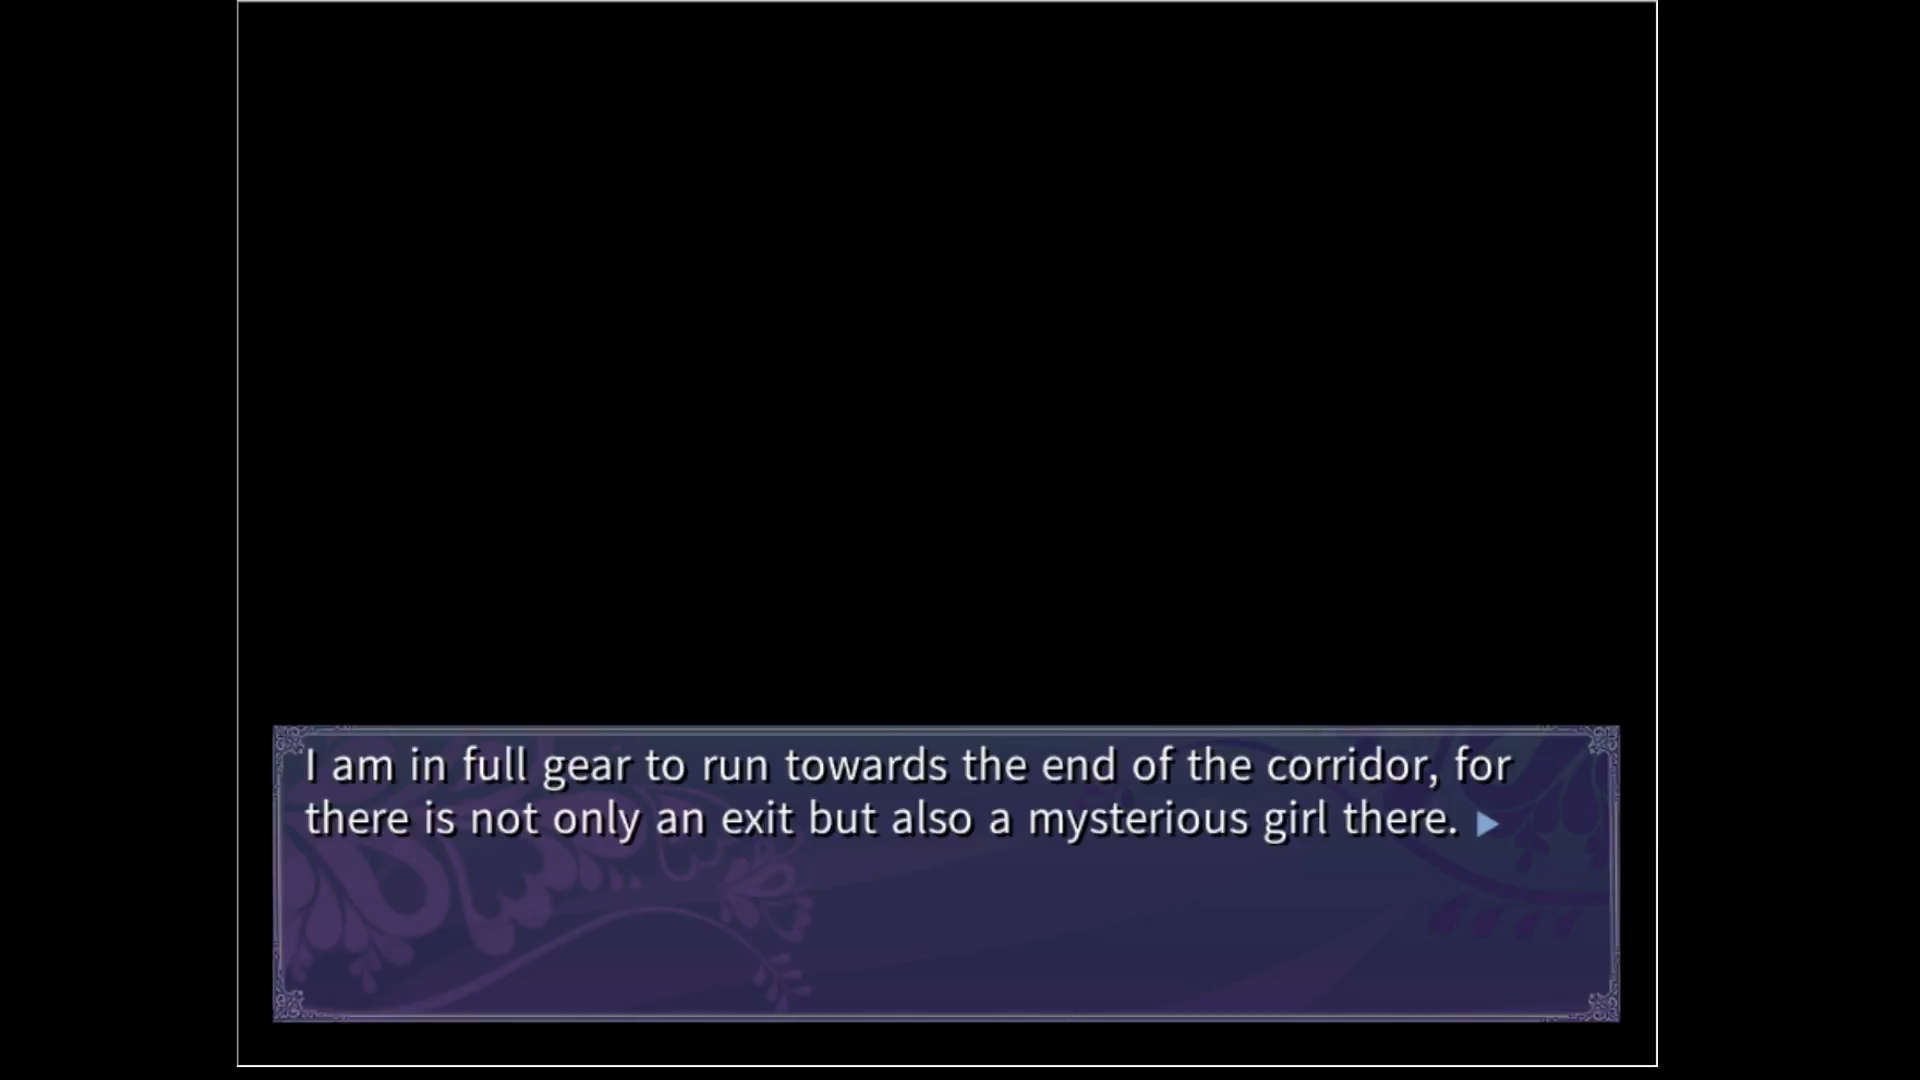 I am in full gear to run towards the end of the corridor, for
there is not only an exit but also a mysterious girl there.